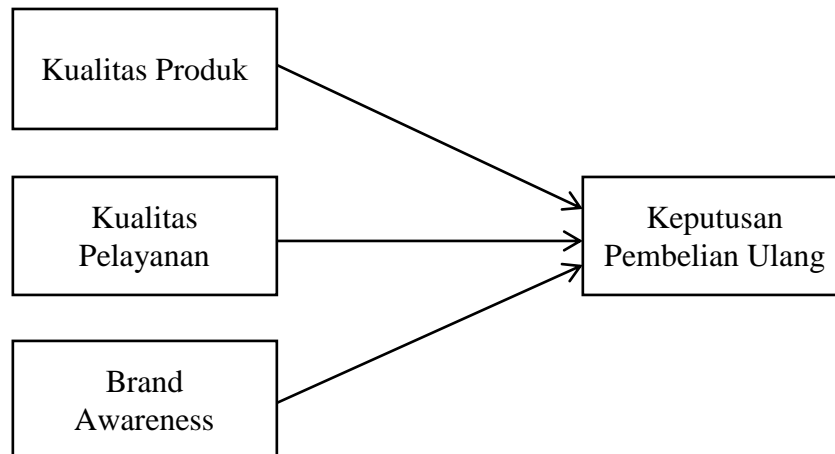 Kualitas Produk
Kualitas
Pelayanan
Keputusan
Pembelian Ulang
Brand
Awareness